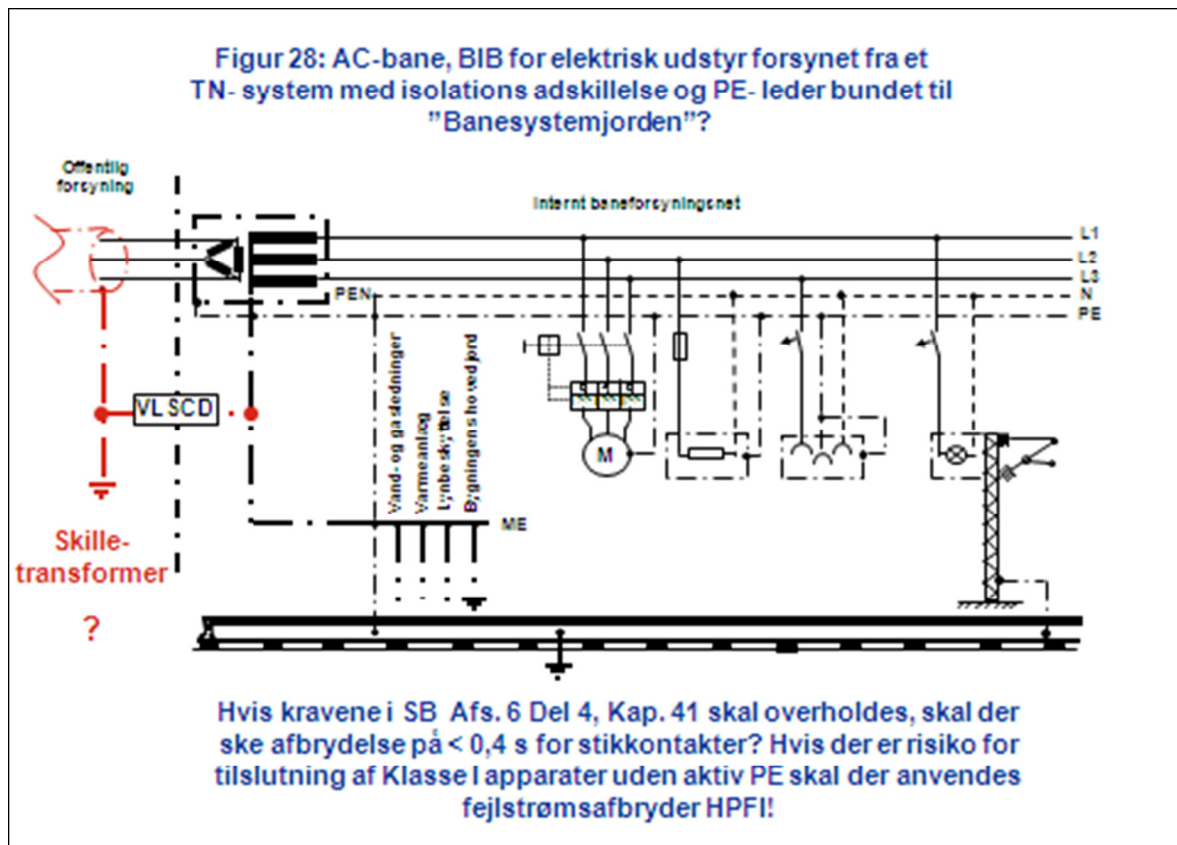 Figur 28: AC-bane, BIB for elektrisk udstyr forsynet fra et
TN- system med isolations adskillelse og PE- leder bundet til
"Banesystemjorden"?
Offentlig
forsyning
Internt baneforsyningsnet
L1
L2
L3
N
PE
PEN
VLSCD
Vand- og gasledninger
Varmeanlæg
Lynbeskyttelse
Bygningens hovedjord
M
ME
Skille-
transformer
?
Hvis kravene i SB Afs. 6 Del 4, Kap. 41 skal overholdes, skal der
ske afbrydelse på < 0,4 s for stikkontakter? Hvis der er risiko for
tilslutning af Klasse I apparater uden aktiv PE skal der anvendes
fejlstrømsafbryder HPFI!